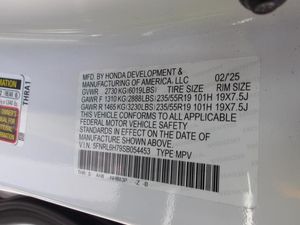 MFD. BY HONDA DEVELOPMENT & 02/25
MANUFACTURING OF AMERICA, LLC
GVWR 2730 KG(6019LBS) TIRE SIZE RIM SIZE
GAWR F 1310 KG(2888LBS) 235/55R19 101H 19X7.5J
GAWR R 1465 KG(3230LBS) 235/55R19 101H 19X7.5J
THIS VEHICLE CONFORMS TO ALL APPLICABLE
FEDERAL MOTOR VEHICLE SAFETY
STANDARDS IN EFFECT ON THE DATE OF
MANUFACTURE SHOWN ABOVE.
V.I.N. 5FNRL6H79SB054453 TYPE MPV
THRA1